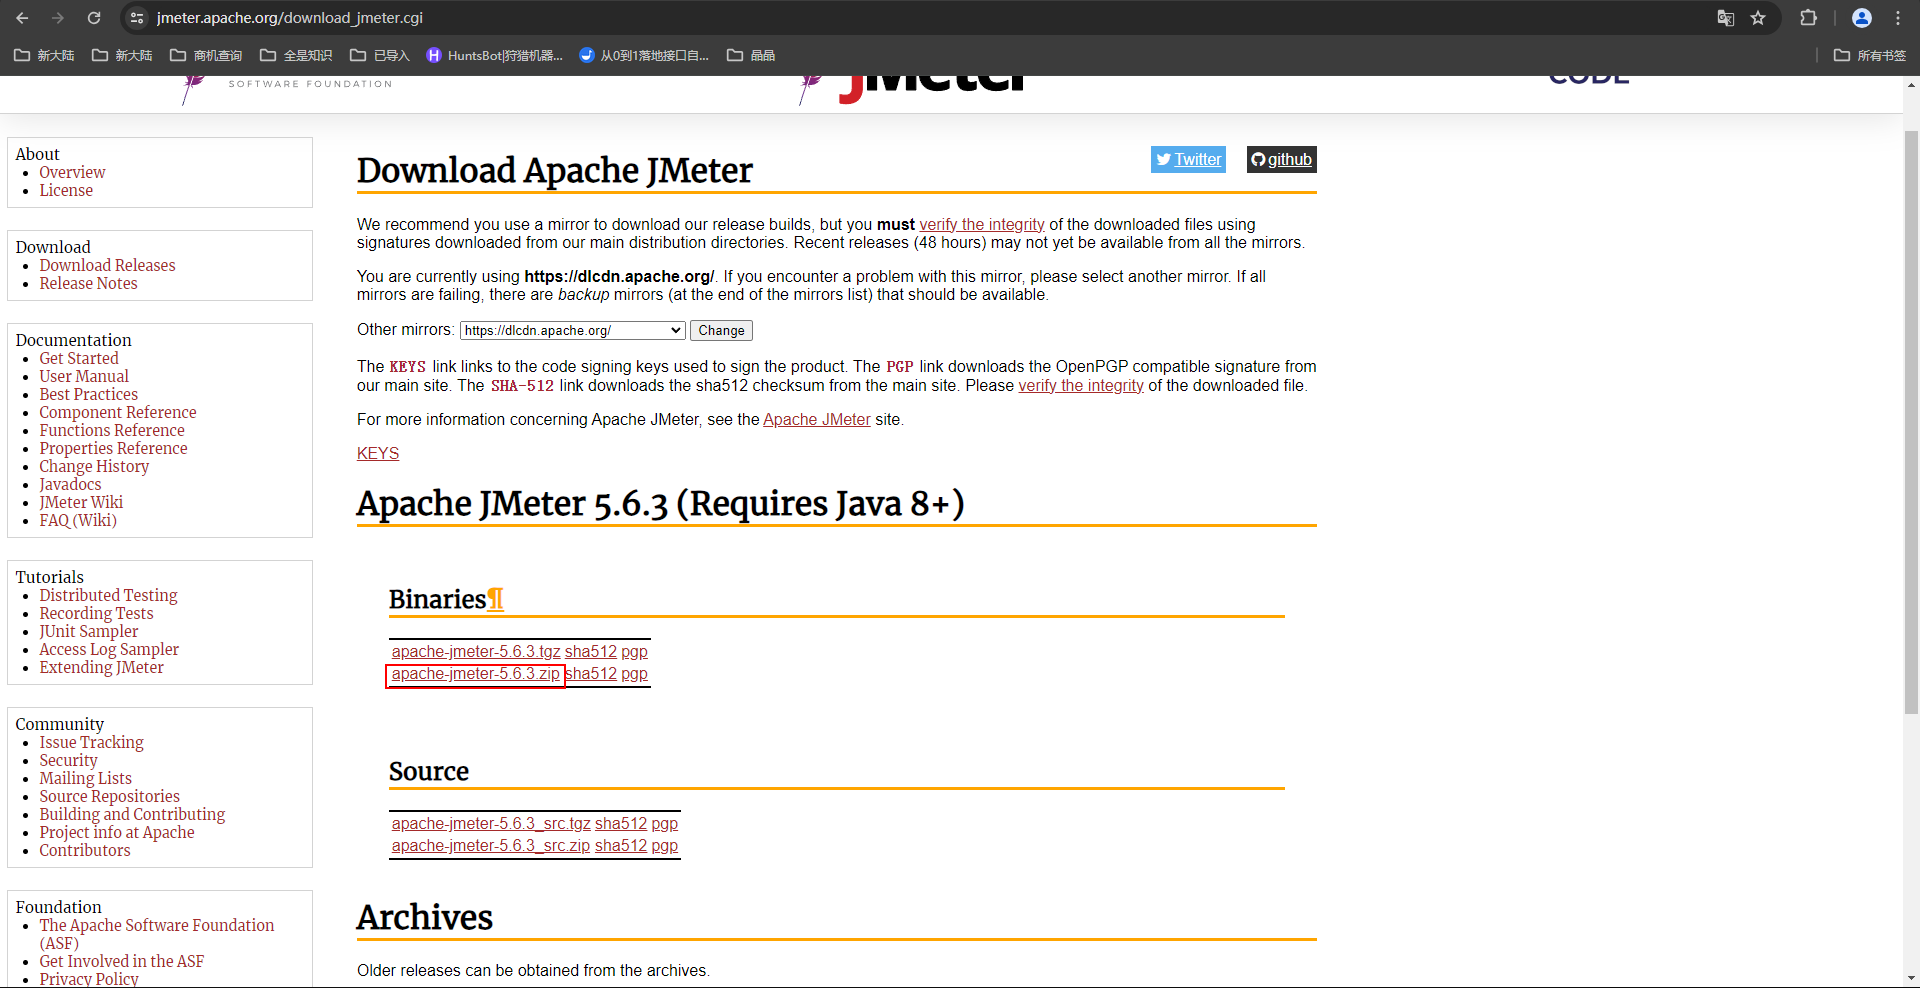 jmeter.apache.org/download_jmeter.cgi
新大陆 新大陆 商机查询 全是知识 已导入 HuntsBot|狩猎机器... 从0到1落地接口自... 晶晶 所有书签
SOFTWARE FOUNDATION JMeter CODE
About
Overview
License
Download
Download Releases
Release Notes
Documentation
Get Started
User Manual
Best Practices
Component Reference
Functions Reference
Properties Reference
Change History
Javadocs
JMeter Wiki
FAQ (Wiki)
Tutorials
Distributed Testing
Recording Tests
JUnit Sampler
Access Log Sampler
Extending JMeter
Community
Issue Tracking
Security
Mailing Lists
Source Repositories
Building and Contributing
Project info at Apache
Contributors
Foundation
The Apache Software Foundation
(ASF)
Get Involved in the ASF
Privacy Policy
Download Apache JMeter
Twitter github
We recommend you use a mirror to download our release builds, but you must verify the integrity of the downloaded files using
signatures downloaded from our main distribution directories. Recent releases (48 hours) may not yet be available from all the mirrors.
You are currently using https://dlcdn.apache.org/. If you encounter a problem with this mirror, please select another mirror. If all
mirrors are failing, there are backup mirrors (at the end of the mirrors list) that should be available.
Other mirrors: https://dlcdn.apache.org/ Change
The KEYS link links to the code signing keys used to sign the product. The PGP link downloads the OpenPGP compatible signature from
our main site. The SHA-512 link downloads the sha512 checksum from the main site. Please verify the integrity of the downloaded file.
For more information concerning Apache JMeter, see the Apache JMeter site.
KEYS
Apache JMeter 5.6.3 (Requires Java 8+)
Binaries¶
apache-jmeter-5.6.3.tgz sha512 pgp
apache-jmeter-5.6.3.zip sha512 pgp
Source
apache-jmeter-5.6.3_src.tgz sha512 pgp
apache-jmeter-5.6.3_src.zip sha512 pgp
Archives
Older releases can be obtained from the archives.